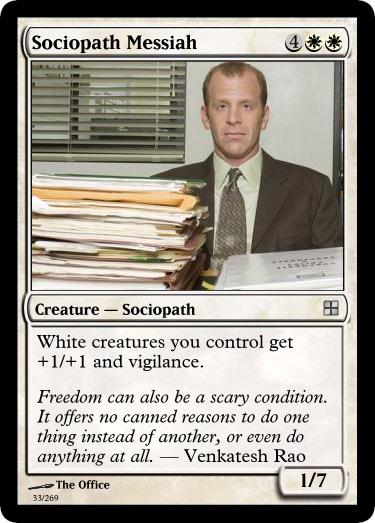 Sociopath Messiah 4
Creature — Sociopath
White creatures you control get
+1/+1 and vigilance.
Freedom can also be a scary condition.
It offers no canned reasons to do one
thing instead of another, or even do
anything at all. — Venkatesh Rao
The Office
1/7
33/269